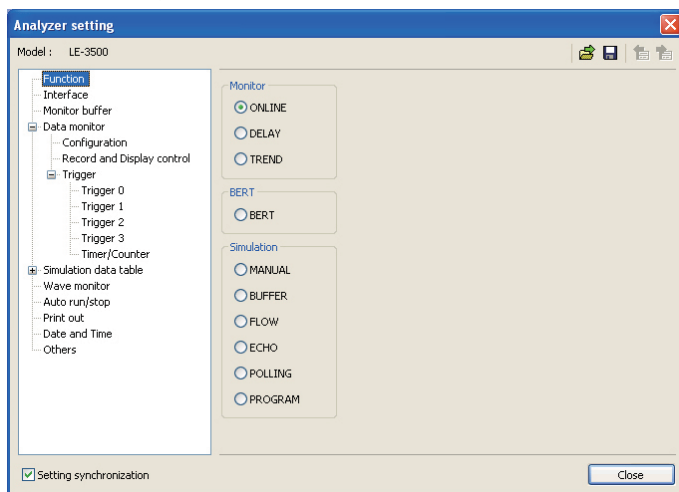 Analyzer setting
Model : LE-3500
Function
Interface
Monitor buffer
Data monitor
Configuration
Record and Display control
Trigger
Trigger 0
Trigger 1
Trigger 2
Trigger 3
Timer/Counter
Simulation data table
Wave monitor
Auto run/stop
Print out
Date and Time
Others
Monitor
ONLINE
DELAY
TREND
BERT
BERT
Simulation
MANUAL
BUFFER
FLOW
ECHO
POLLING
PROGRAM
Setting synchronization
Close